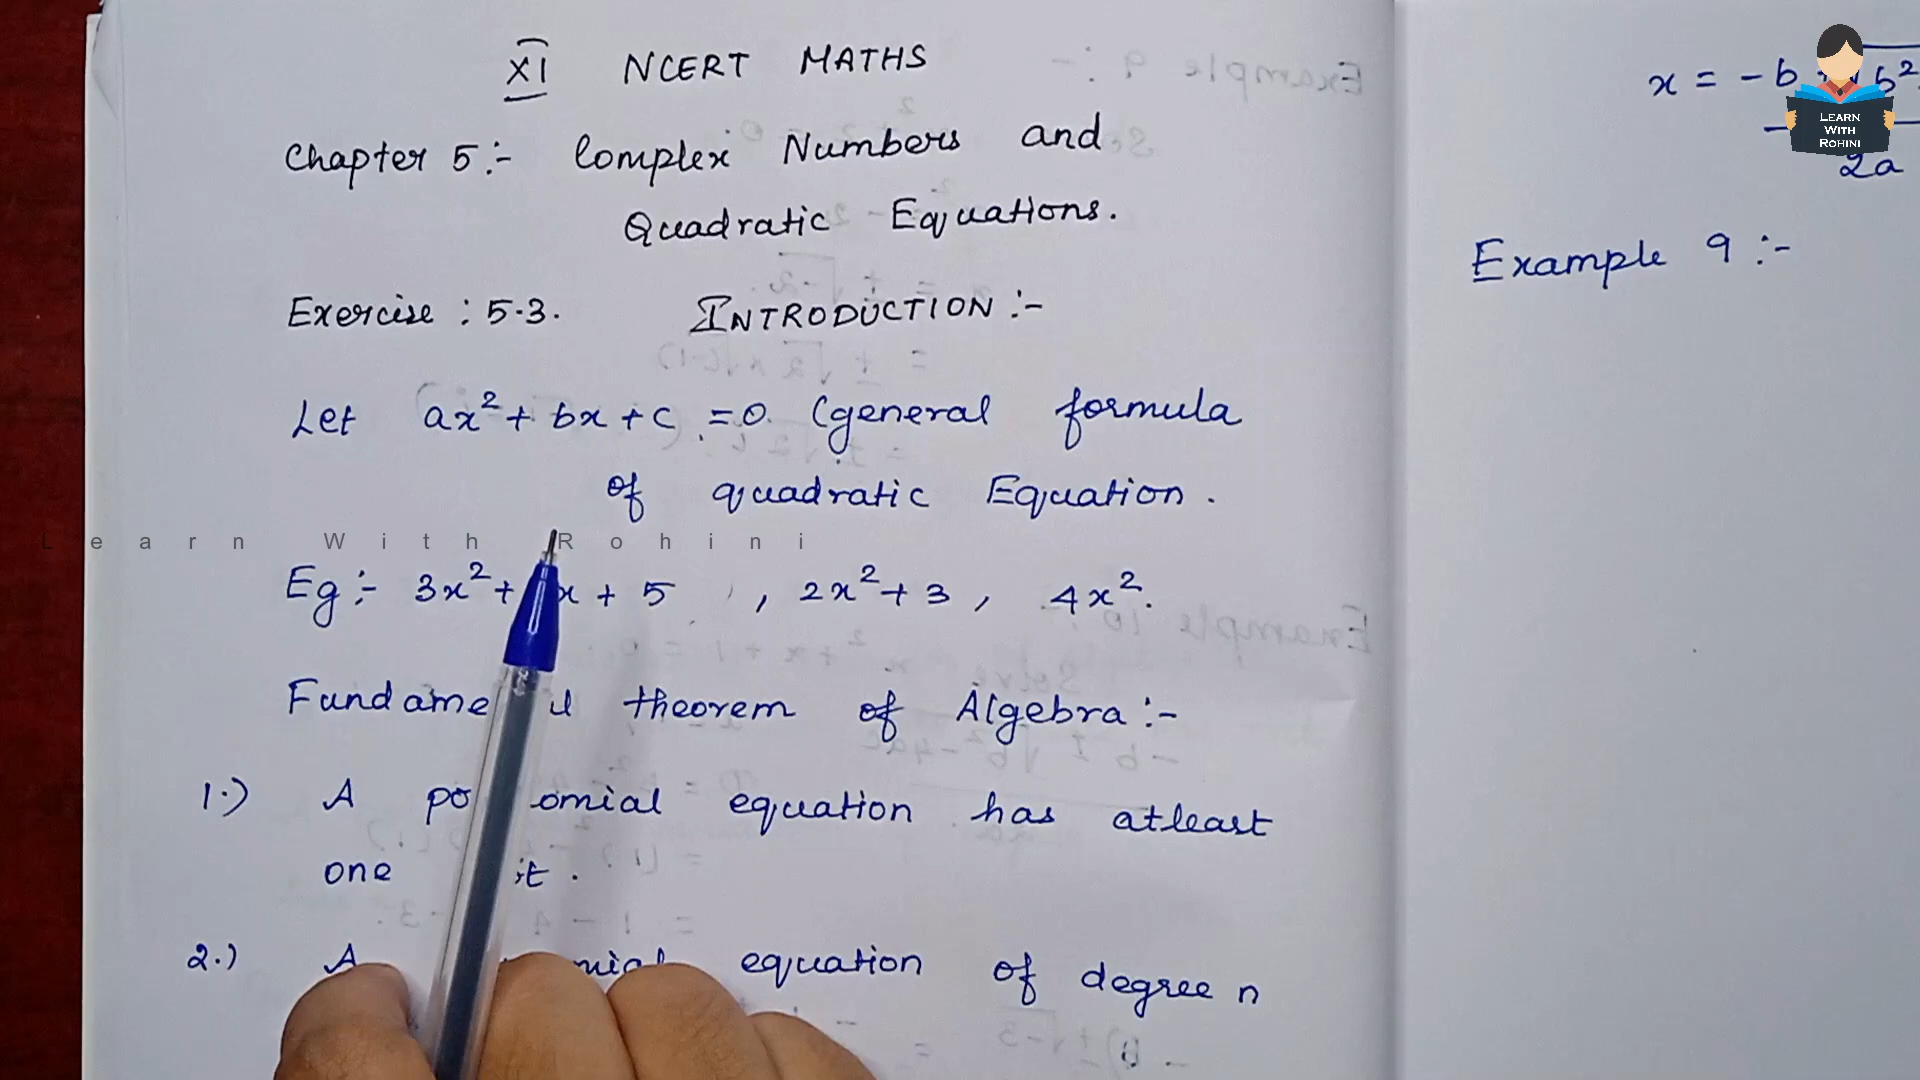 XI NCERT MATHS
Chapter 5:- Complex Numbers and
Quadratic Equations.
Exercise : 5.3. INTRODUCTION :-
Let ax²+ bx + c = 0 (general formula
of quadratic Equation.
Learn With Rohini
Eg :- 3x² + x + 5 , 2x² + 3 , 4x².
theorem of Algebra :-
1.) A equation has atleast
one
2.) A equation of degree n
x = -b b²
2a
LEARN
WITH
ROHINI
Example 9 :-